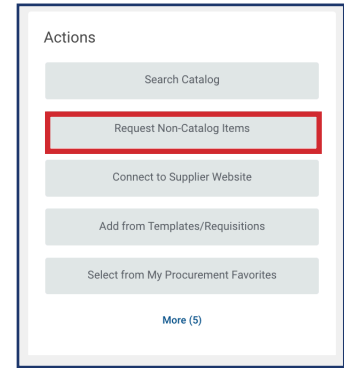 Actions
Search Catalog
Request Non-Catalog Items
Connect to Supplier Website
Add from Templates/Requisitions
Select from My Procurement Favorites
More (5)